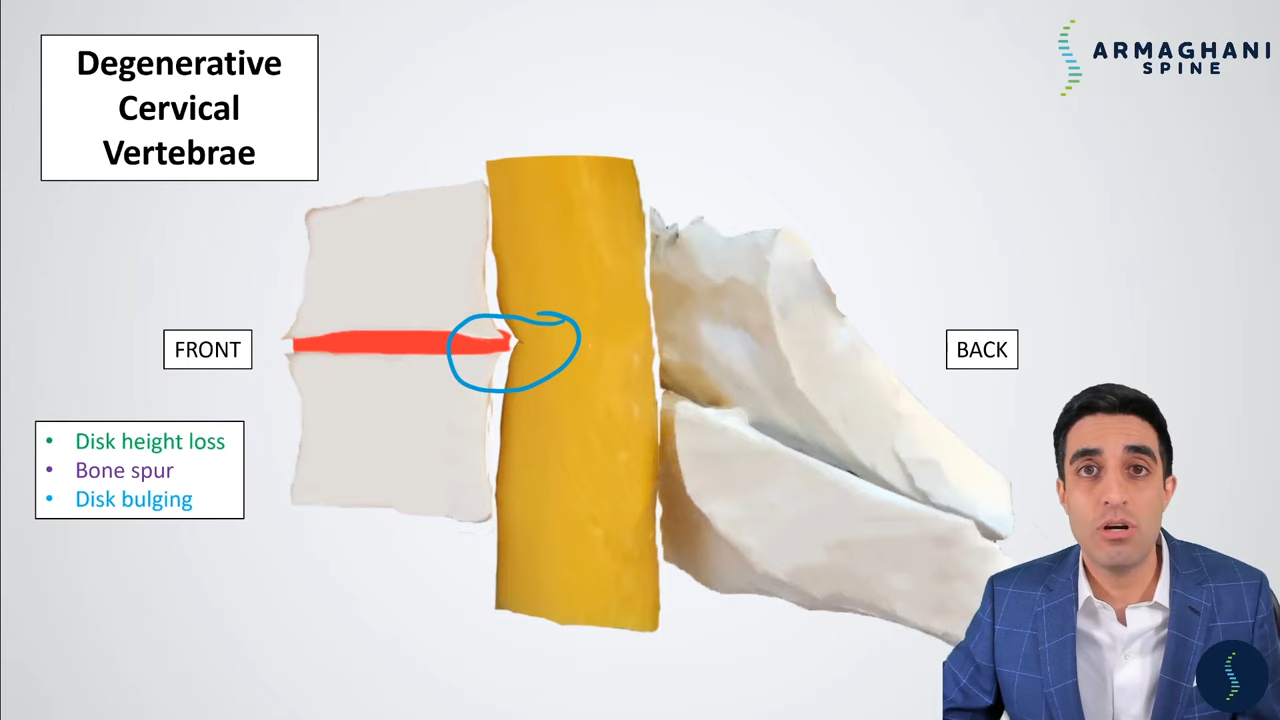 Degenerative
Cervical
Vertebrae
ARMAGHANI
SPINE
FRONT
BACK
• Disk height loss
• Bone spur
• Disk bulging